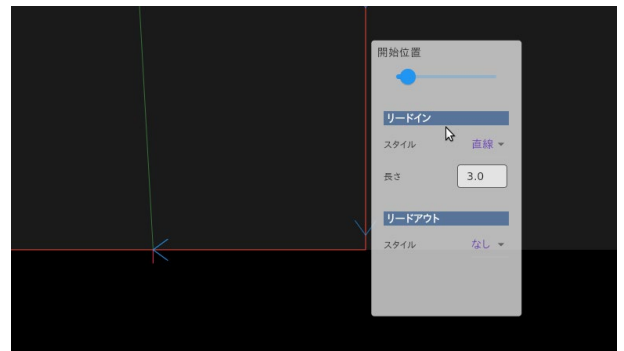 開始位置
リードイン
スタイル 直線
長さ 3.0
リードアウト
スタイル なし